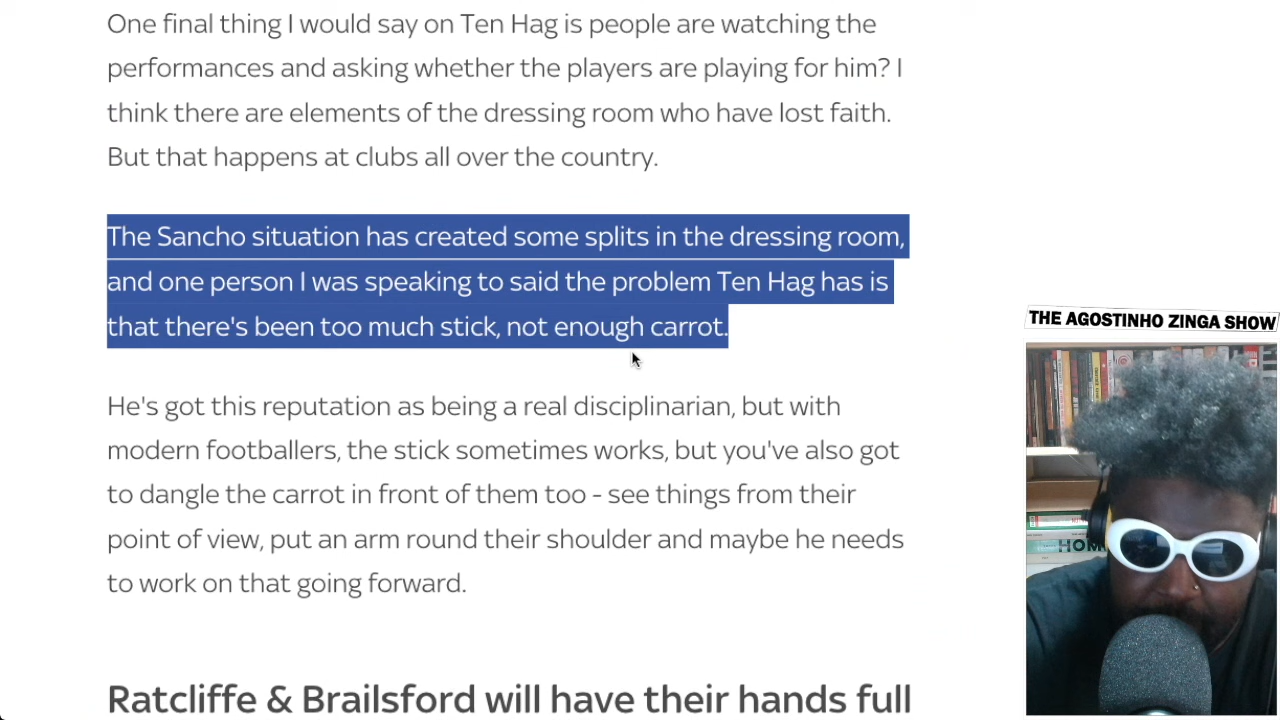 One final thing I would say on Ten Hag is people are watching the
performances and asking whether the players are playing for him? I
think there are elements of the dressing room who have lost faith.
But that happens at clubs all over the country.
The Sancho situation has created some splits in the dressing room,
and one person I was speaking to said the problem Ten Hag has is
that there's been too much stick, not enough carrot.
He's got this reputation as being a real disciplinarian, but with
modern footballers, the stick sometimes works, but you've also got
to dangle the carrot in front of them too - see things from their
point of view, put an arm round their shoulder and maybe he needs
to work on that going forward.
Ratcliffe & Brailsford will have their hands full
THE AGOSTINHO ZINGA SHOW
HOM